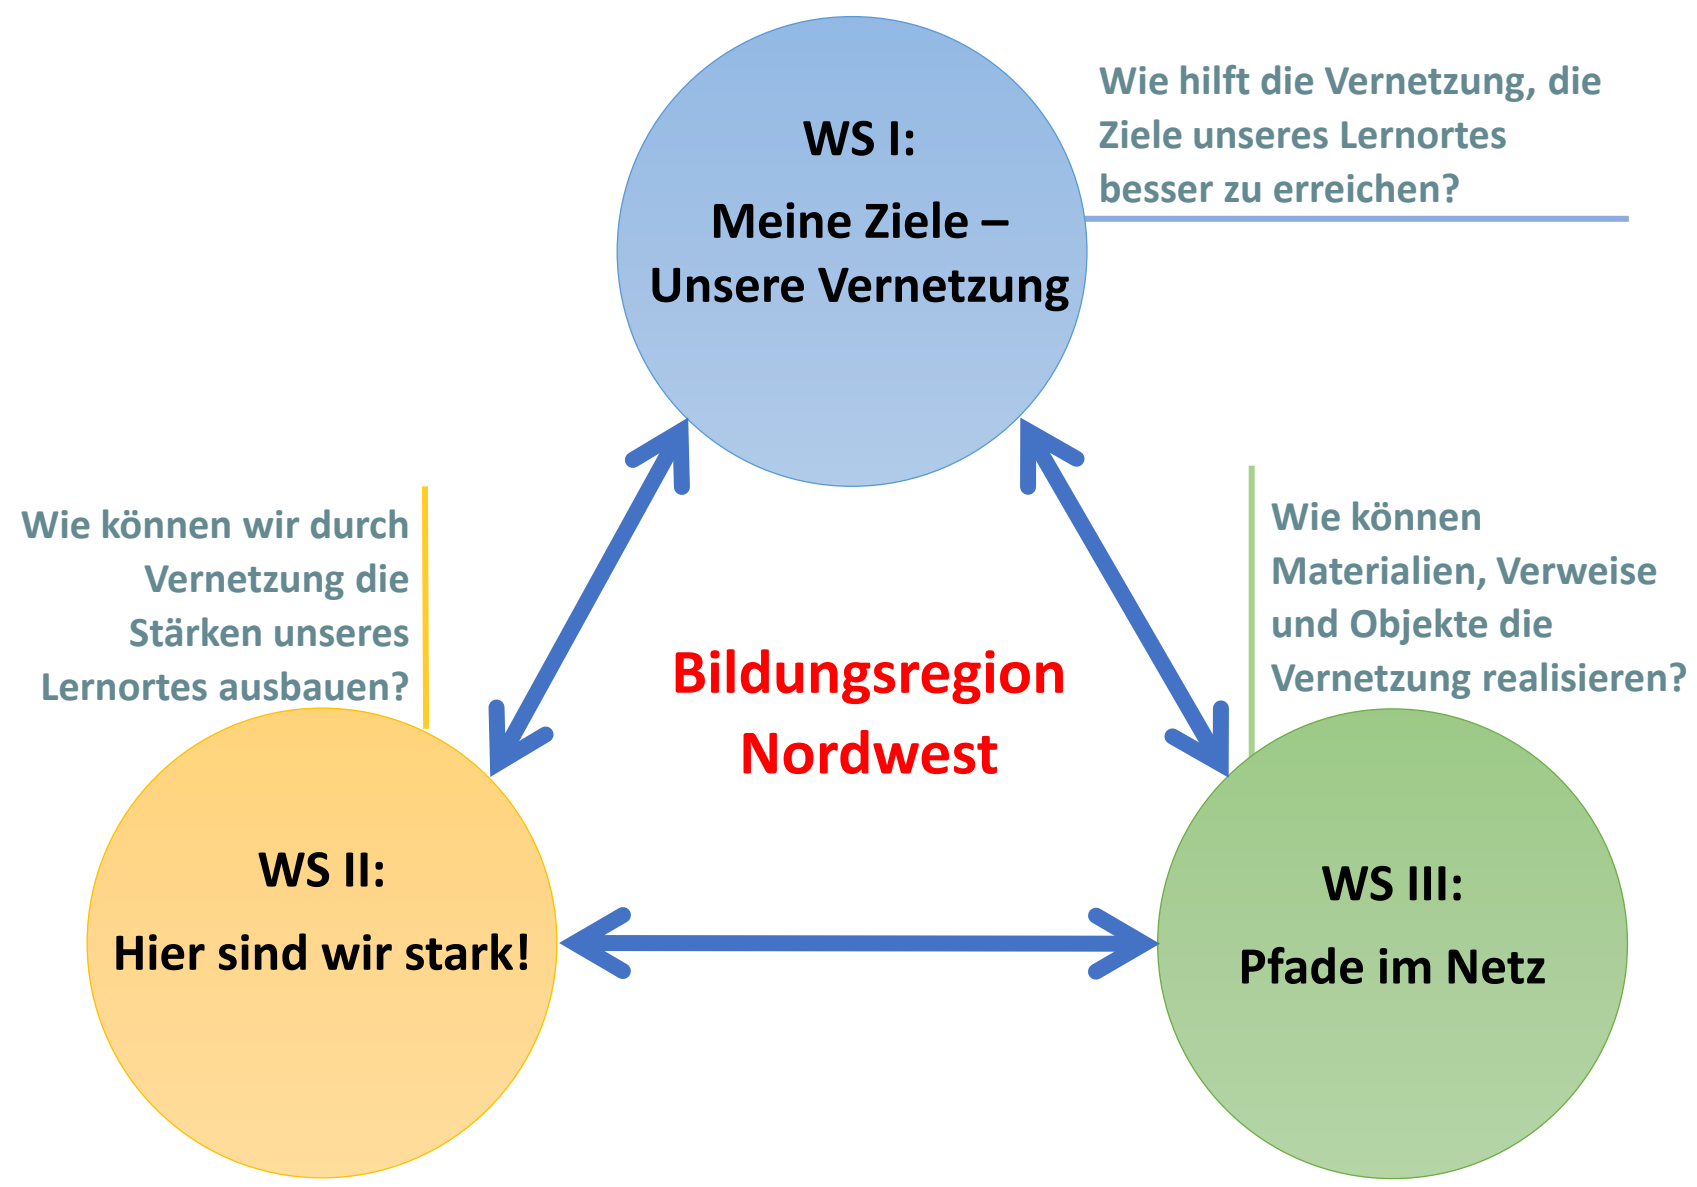 WS I:
Meine Ziele –
Unsere Vernetzung
Wie hilft die Vernetzung, die
Ziele unseres Lernortes
besser zu erreichen?
Wie können wir durch
Vernetzung die
Stärken unseres
Lernortes ausbauen?
Wie können
Materialien, Verweise
und Objekte die
Vernetzung realisieren?
Bildungsregion
Nordwest
WS II:
Hier sind wir stark!
WS III:
Pfade im Netz